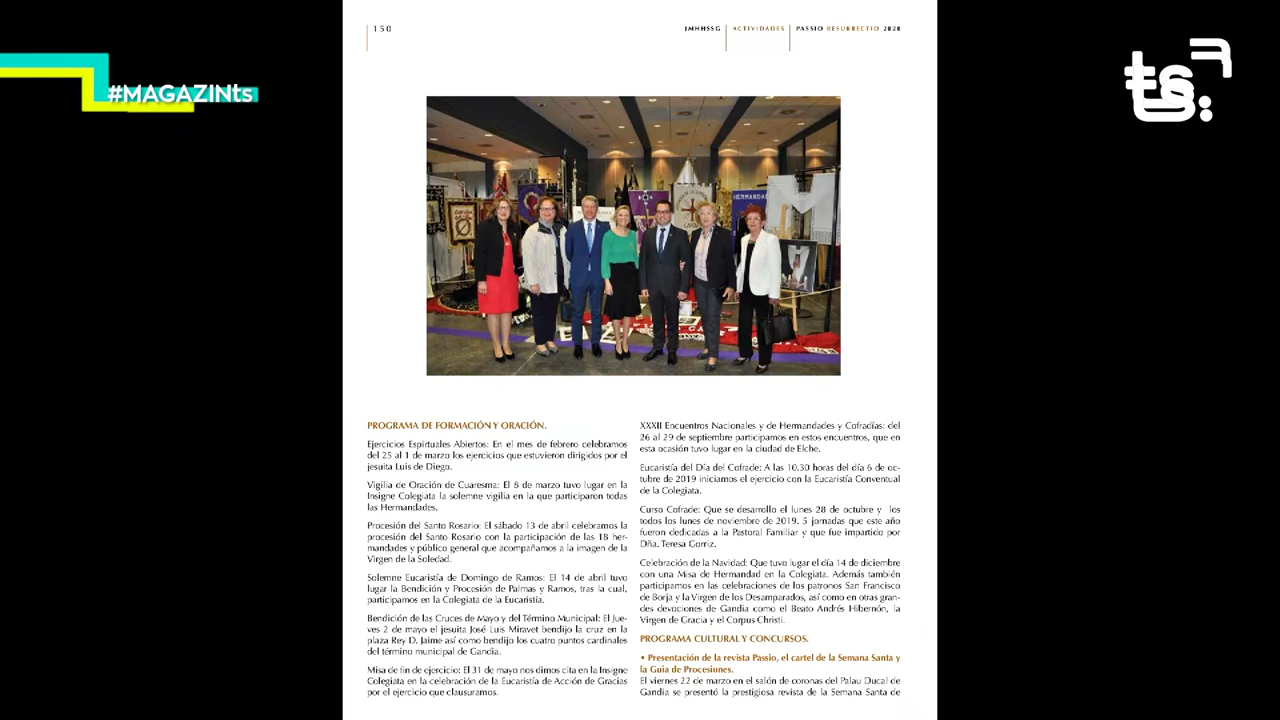 #MAGAZINts
ts
150
JMHHSSG
ACTIVIDADES
PASSIO RESURRECTIO 2020
HERMANDAD
PROGRAMA DE FORMACIÓN Y ORACIÓN.
Ejercicios Espirtuales Abiertos: En el mes de febrero celebramos
del 25 al 1 de marzo los ejercicios que estuvieron dirigidos por el
jesuita Luis de Diego.
Vigilia de Oración de Cuaresma: El 8 de marzo tuvo lugar en la
Insigne Colegiata la solemne vigilia en la que participaron todas
las Hermandades.
Procesión del Santo Rosario: El sábado 13 de abril celebramos la
procesión del Santo Rosario con la participación de las 18 her-
mandades y público general que acompañamos a la imagen de la
Virgen de la Soledad.
Solemne Eucaristía de Domingo de Ramos: El 14 de abril tuvo
lugar la Bendición y Procesión de Palmas y Ramos, tras la cual,
participamos en la Colegiata de la Eucaristía.
Bendición de las Cruces de Mayo y del Término Municipal: El Jue-
ves 2 de mayo el jesuita José Luis Miravet bendijo la cruz en la
plaza Rey D. Jaime así como bendijo los cuatro puntos cardinales
del término municipal de Gandia.
Misa de fin de ejercicio: El 31 de mayo nos dimos cita en la Insigne
Colegiata en la celebración de la Eucaristía de Acción de Gracias
por el ejercicio que clausuramos.
XXXII Encuentros Nacionales y de Hermandades y Cofradías: del
26 al 29 de septiembre participamos en estos encuentros, que en
esta ocasión tuvo lugar en la ciudad de Elche.
Eucaristía del Día del Cofrade: A las 10.30 horas del día 6 de oc-
tubre de 2019 iniciamos el ejercicio con la Eucaristía Conventual
de la Colegiata.
Curso Cofrade: Que se desarrollo el lunes 28 de octubre y los
todos los lunes de noviembre de 2019. 5 jornadas que este año
fueron dedicadas a la Pastoral Familiar y que fue impartido por
Dña. Teresa Gorriz.
Celebración de la Navidad: Que tuvo lugar el día 14 de diciembre
con una Misa de Hermandad en la Colegiata. Además también
participamos en las celebraciones de los patronos San Francisco
de Borja y la Virgen de los Desamparados, así como en otras gran-
des devociones de Gandia como el Beato Andrés Hibernón, la
Virgen de Gracia y el Corpus Christi.
PROGRAMA CULTURAL Y CONCURSOS.
• Presentación de la revista Passio, el cartel de la Semana Santa y
la Guia de Procesiones.
El viernes 22 de marzo en el salón de coronas del Palau Ducal de
Gandia se presentó la prestigiosa revista de la Semana Santa de